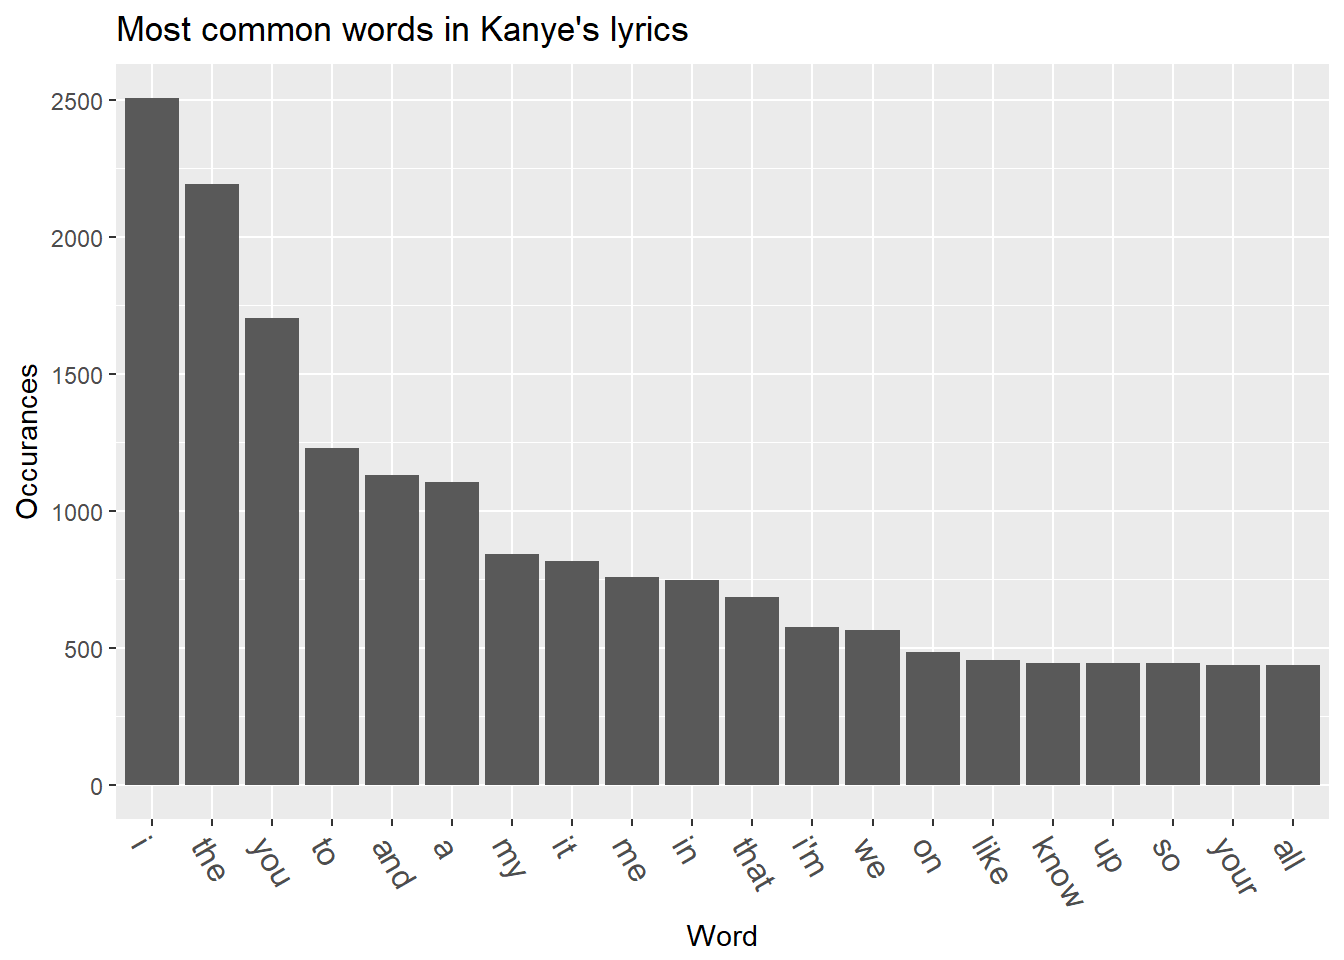 Most common words in Kanye's lyrics
Occurances
2500
2000
1500
1000
500
0
i the you to and a my it me in that i'm we on like know up so your all
Word